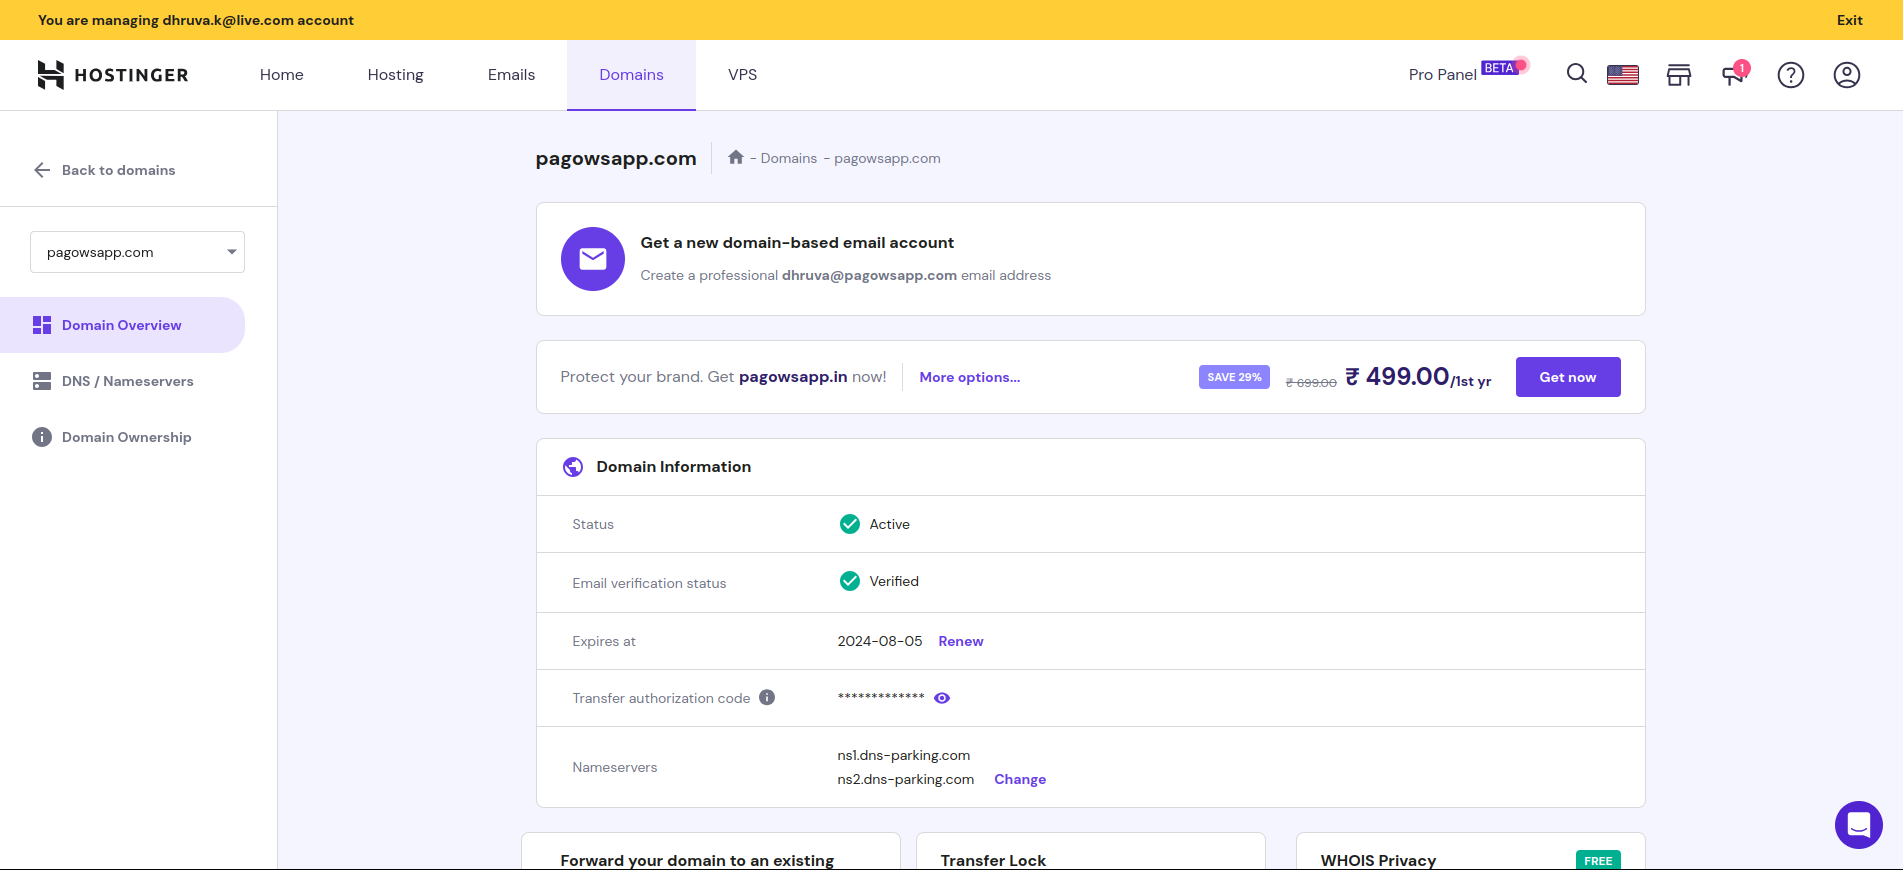 You are managing dhruva.k@live.com account
Exit
HOSTINGER
Home
Hosting
Emails
Domains
VPS
Pro Panel BETA
1
Back to domains
pagowsapp.com
Domain Overview
DNS / Nameservers
Domain Ownership
pagowsapp.com
- Domains - pagowsapp.com
Get a new domain-based email account
Create a professional dhruva@pagowsapp.com email address
Protect your brand. Get pagowsapp.in now!
More options...
SAVE 29%
₹ 699.00
₹ 499.00/1st yr
Get now
Domain Information
Status
Active
Email verification status
Verified
Expires at
2024-08-05
Renew
Transfer authorization code
*************
Nameservers
ns1.dns-parking.com
ns2.dns-parking.com
Change
Forward your domain to an existing
Transfer Lock
WHOIS Privacy
FREE